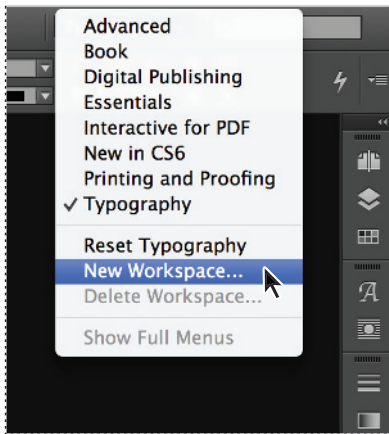 Advanced
Book
Digital Publishing
Essentials
Interactive for PDF
New in CS6
Printing and Proofing
✓ Typography
Reset Typography
New Workspace...
Delete Workspace...
Show Full Menus